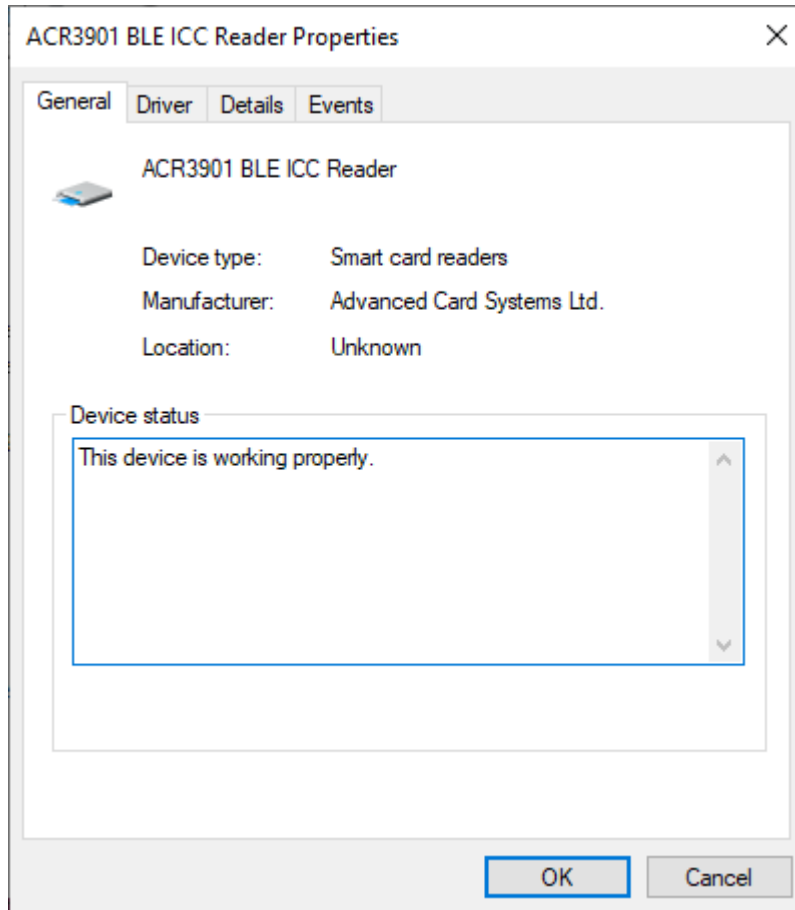 ACR3901 BLE ICC Reader Properties
General Driver Details Events
ACR3901 BLE ICC Reader
Device type: Smart card readers
Manufacturer: Advanced Card Systems Ltd.
Location: Unknown
Device status
This device is working properly.
OK Cancel